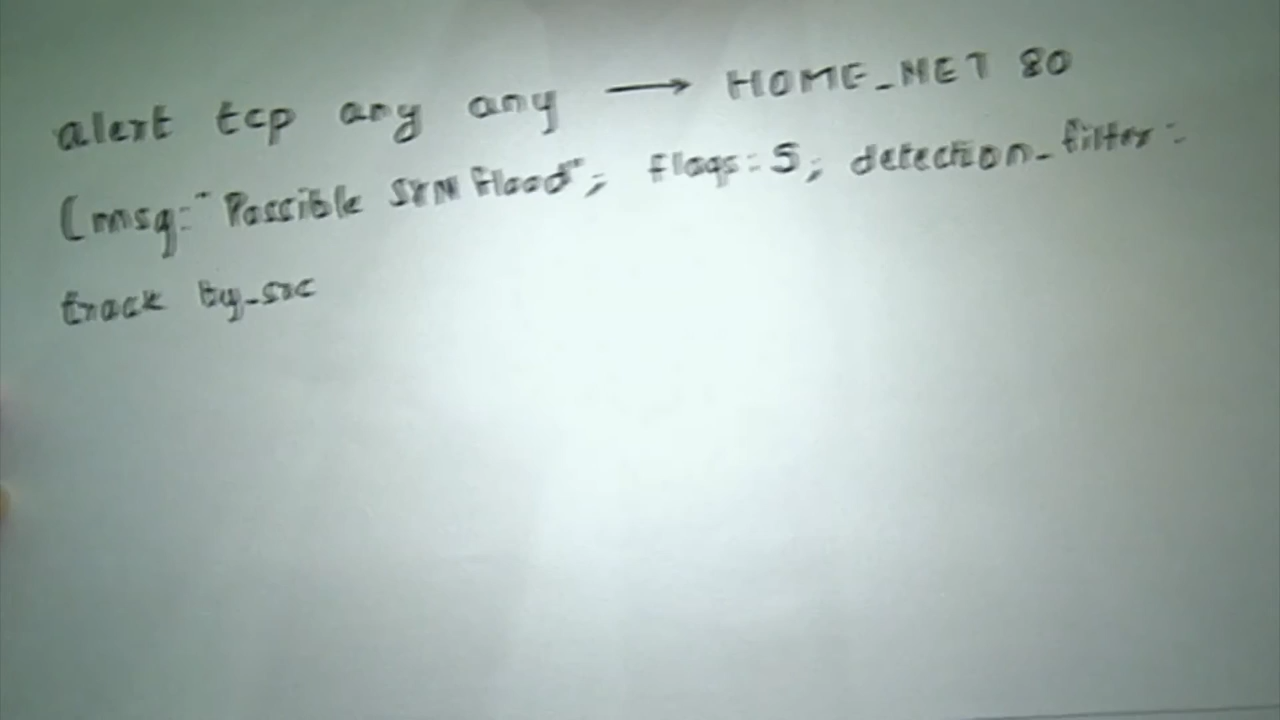 alert tcp any any → HOME_NET 80
(msg:"Possible SYN flood"; flags:S; detection_filter:
track by_src